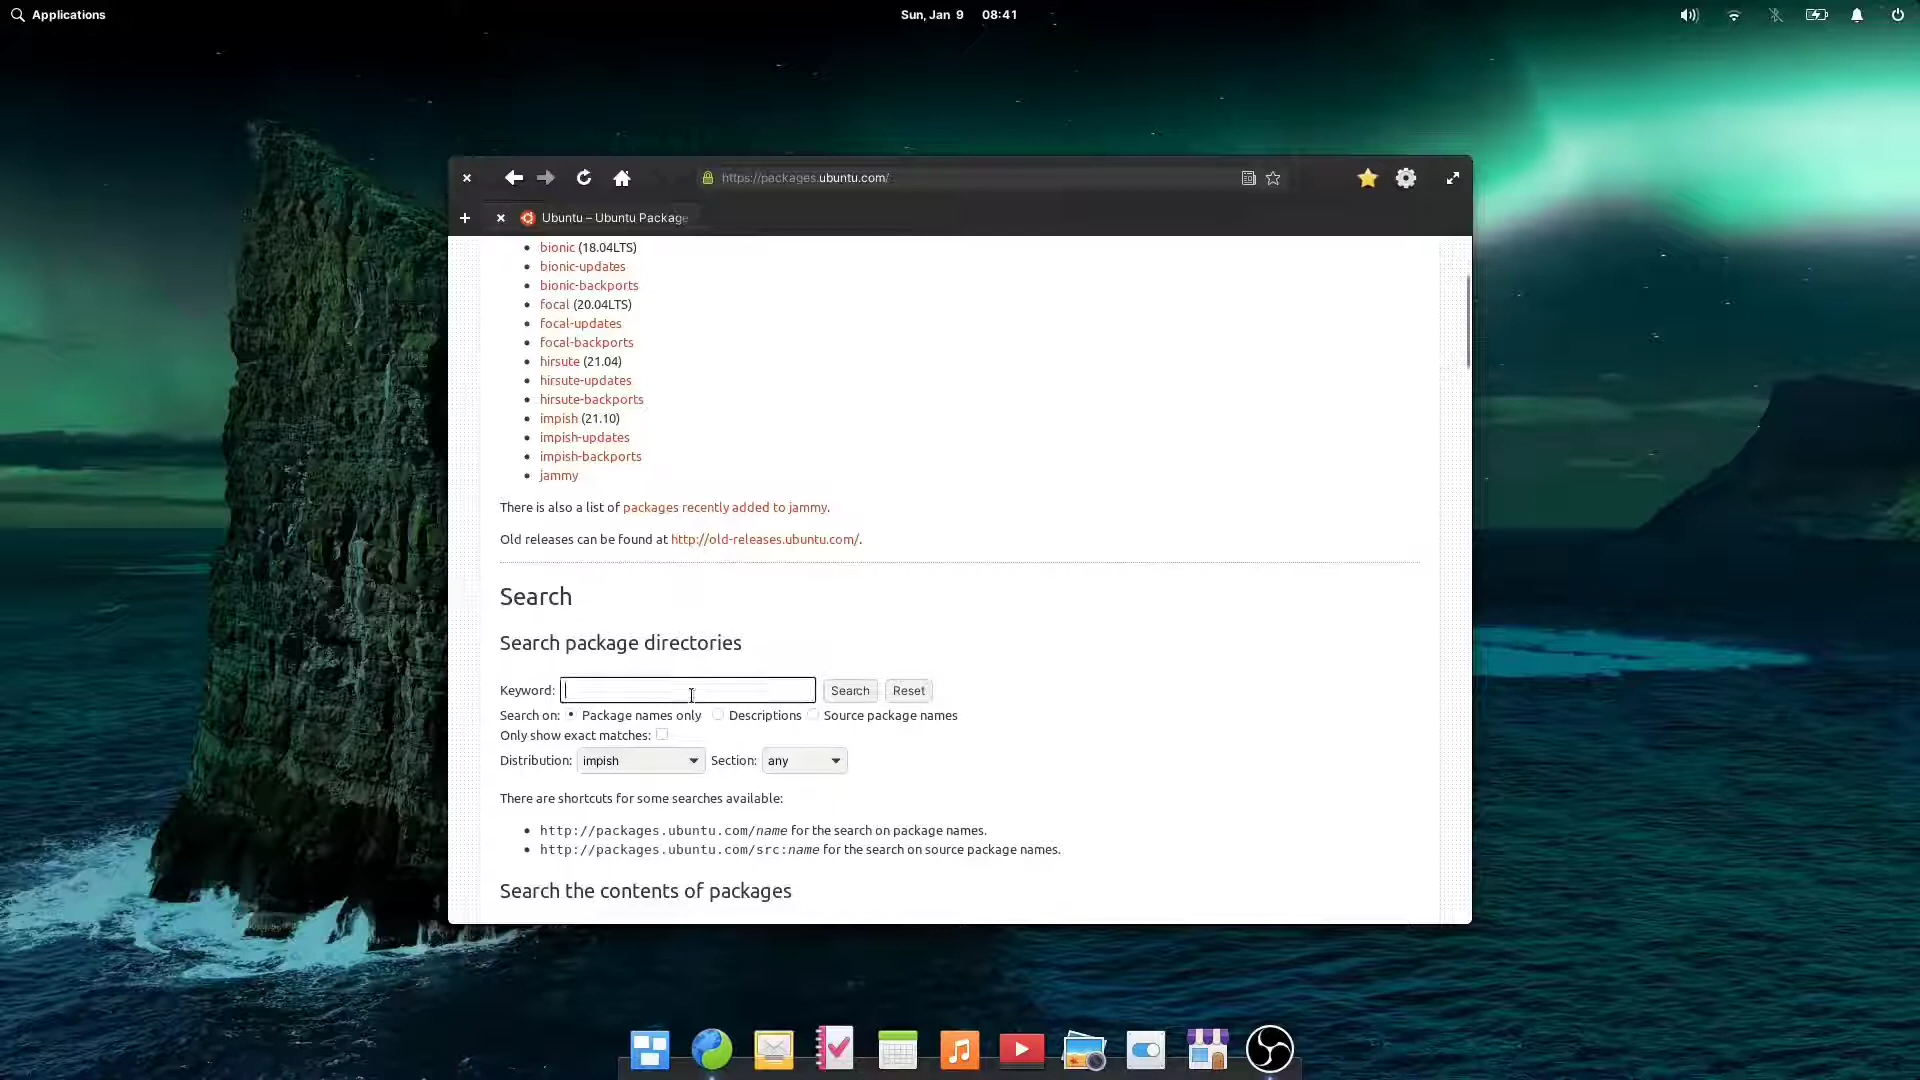 Applications
Sun, Jan 9 08:41
https://packages.ubuntu.com/
Ubuntu – Ubuntu Package
bionic (18.04LTS)
bionic-updates
bionic-backports
focal (20.04LTS)
focal-updates
focal-backports
hirsute (21.04)
hirsute-updates
hirsute-backports
impish (21.10)
impish-updates
impish-backports
jammy
There is also a list of packages recently added to jammy.
Old releases can be found at http://old-releases.ubuntu.com/.
Search
Search package directories
Keyword: Search Reset
Search on: Package names only Descriptions Source package names
Only show exact matches:
Distribution: impish Section: any
There are shortcuts for some searches available:
http://packages.ubuntu.com/name for the search on package names.
http://packages.ubuntu.com/src:name for the search on source package names.
Search the contents of packages